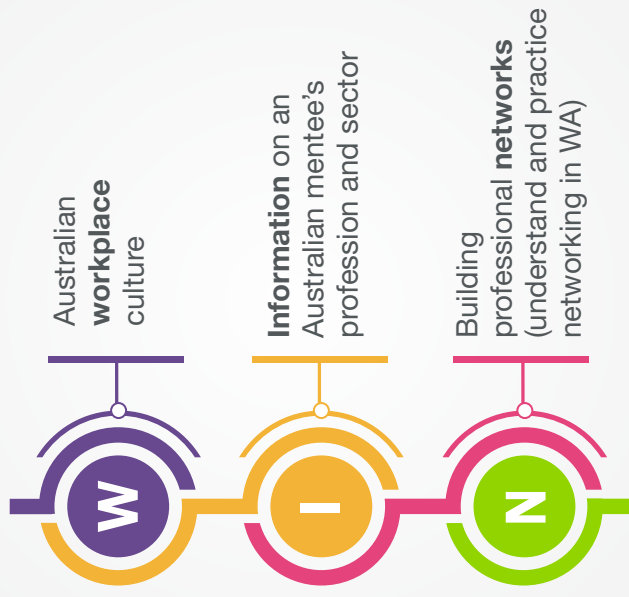 W
Australian
workplace
culture
I
Information on an
Australian mentee's
profession and sector
N
Building
professional networks
(understand and practice
networking in WA)